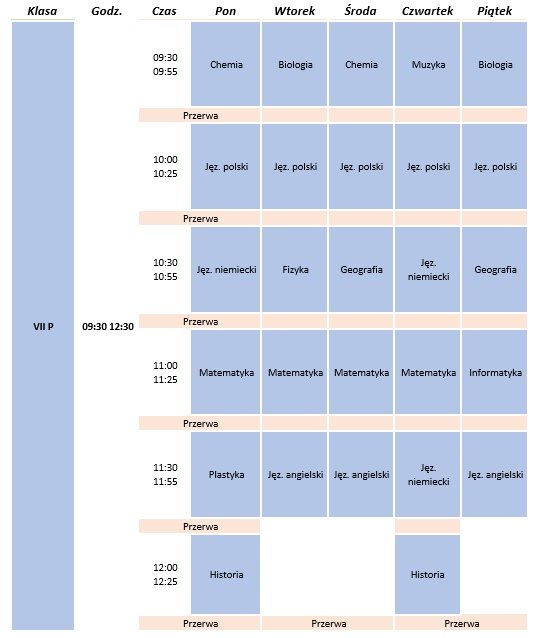 Klasa Godz. Czas Pon Wtorek Środa Czwartek Piątek
09:30
09:55
Chemia Biologia Chemia Muzyka Biologia
Przerwa
10:00
10:25
Jęz. polski Jęz. polski Jęz. polski Jęz. polski Jęz. polski
Przerwa
10:30
10:55
Jęz. niemiecki Fizyka Geografia Jęz. niemiecki Geografia
Przerwa
VII P 09:30 12:30
11:00
11:25
Matematyka Matematyka Matematyka Matematyka Informatyka
Przerwa
11:30
11:55
Plastyka Jęz. angielski Jęz. angielski Jęz. niemiecki Jęz. angielski
Przerwa
12:00
12:25
Historia Historia
Przerwa Przerwa Przerwa